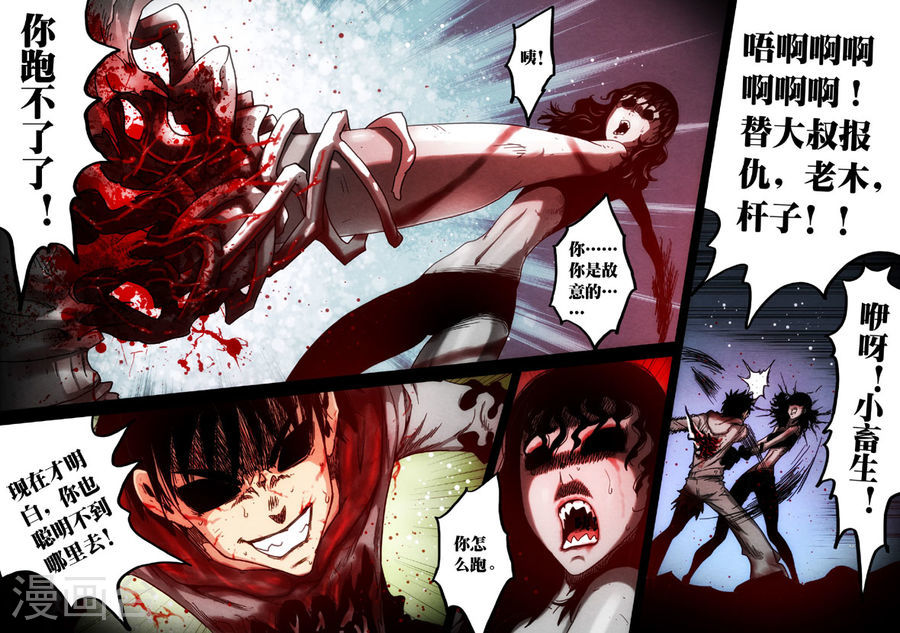 唔啊啊啊
啊啊啊！
替大叔报
仇，老木，
杆子！！
咿呀！小畜生！
咦！
你……
你是故
意的…
…
你跑不了了！
你怎
么跑。
现在才明
白，你也
聪明不到
哪里去！
漫画